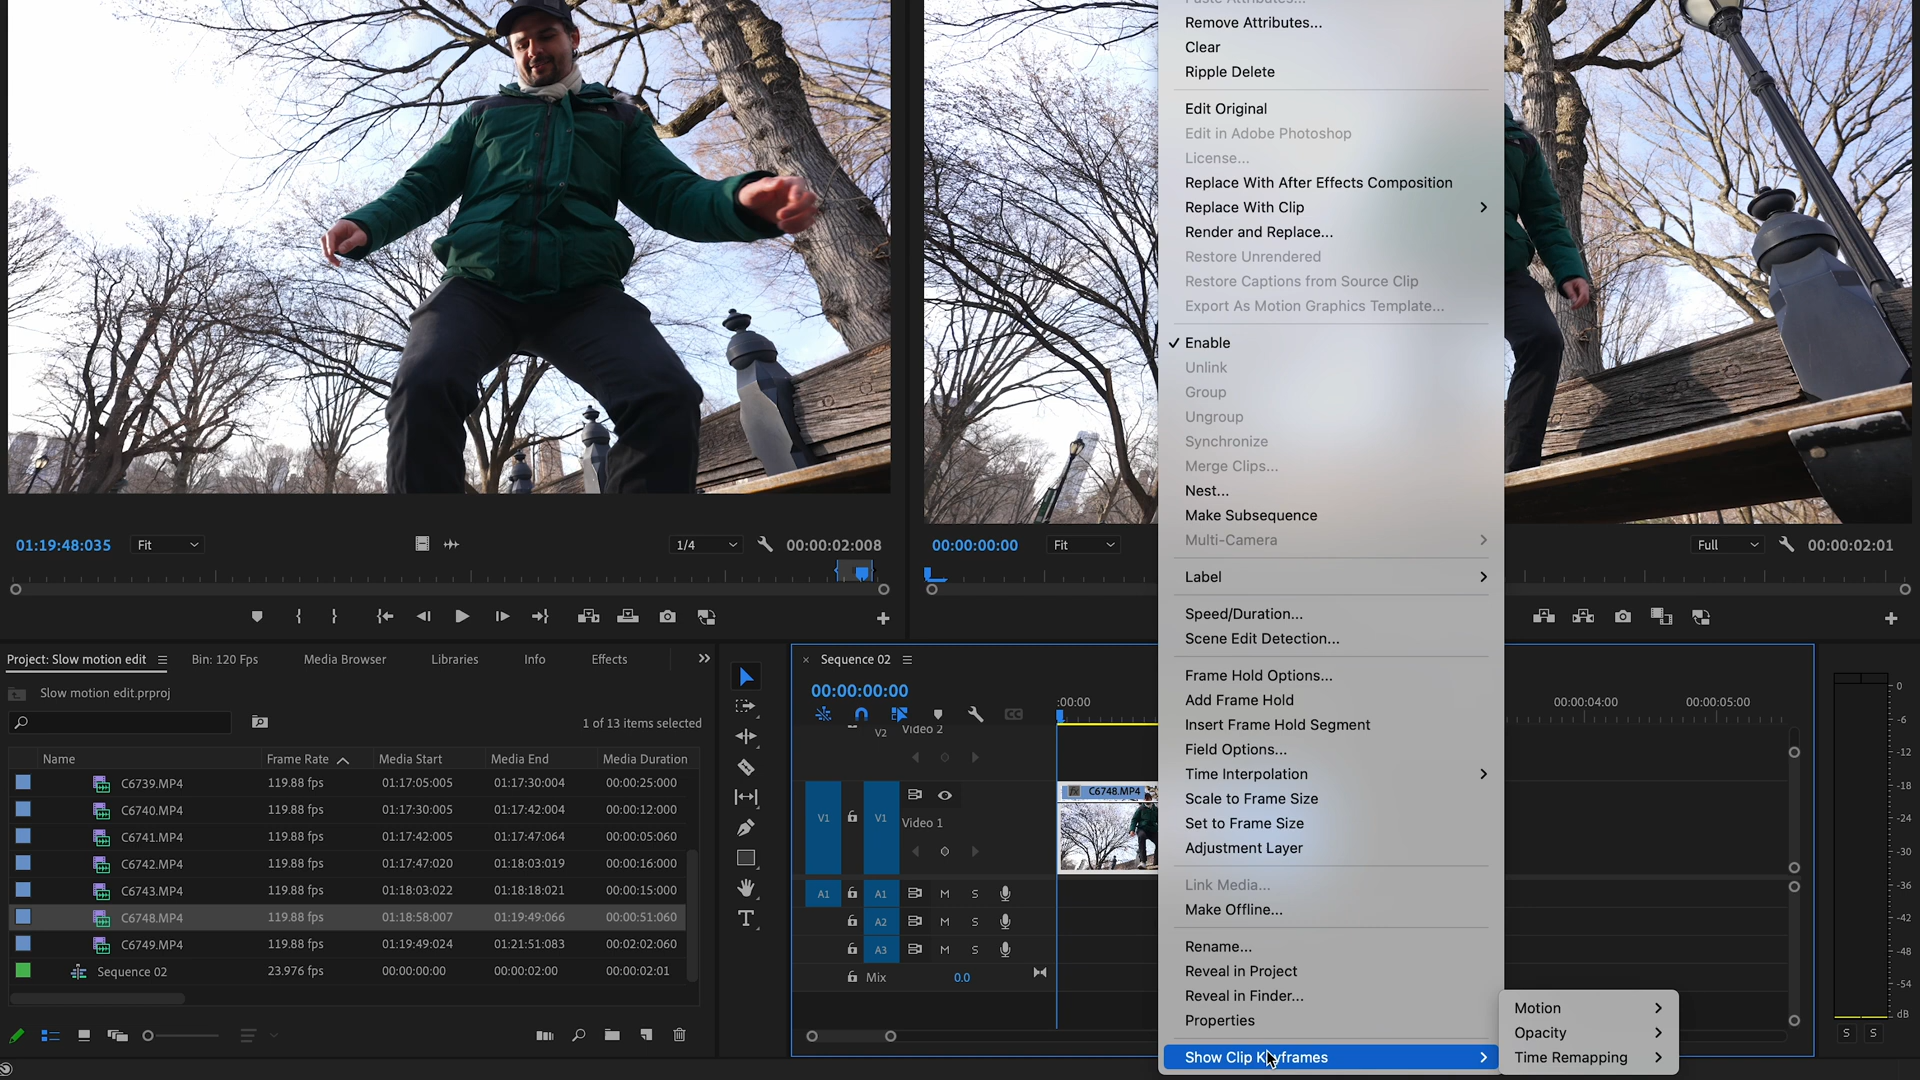 Paste Attributes...
Remove Attributes...
Clear
Ripple Delete
Edit Original
Edit in Adobe Photoshop
License...
Replace With After Effects Composition
Replace With Clip
Render and Replace...
Restore Unrendered
Restore Captions from Source Clip
Export As Motion Graphics Template...
Enable
Unlink
Group
Ungroup
Synchronize
Merge Clips...
Nest...
Make Subsequence
Multi-Camera
Label
Speed/Duration...
Scene Edit Detection...
Frame Hold Options...
Add Frame Hold
Insert Frame Hold Segment
Field Options...
Time Interpolation
Scale to Frame Size
Set to Frame Size
Adjustment Layer
Link Media...
Make Offline...
Rename...
Reveal in Project
Reveal in Finder...
Properties
Show Clip Keyframes
Motion
Opacity
Time Remapping
01:19:48:035 Fit 1/4 00:00:02:008
00:00:00:00 Fit Full 00:00:02:01
Project: Slow motion edit Bin: 120 Fps Media Browser Libraries Info Effects
Slow motion edit.prproj
1 of 13 items selected
Name Frame Rate Media Start Media End Media Duration
C6739.MP4 119.88 fps 01:17:05:005 01:17:30:004 00:00:25:000
C6740.MP4 119.88 fps 01:17:30:005 01:17:42:004 00:00:12:000
C6741.MP4 119.88 fps 01:17:42:005 01:17:47:064 00:00:05:060
C6742.MP4 119.88 fps 01:17:47:020 01:18:03:019 00:00:16:000
C6743.MP4 119.88 fps 01:18:03:022 01:18:18:021 00:00:15:000
C6748.MP4 119.88 fps 01:18:58:007 01:19:49:066 00:00:51:060
C6749.MP4 119.88 fps 01:19:49:024 01:21:51:083 00:02:02:060
Sequence 02 23.976 fps 00:00:00:00 00:00:02:00 00:00:02:01
× Sequence 02
00:00:00:00
:00:00 00:00:04:00 00:00:05:00
V2 Video 2
V1 V1 Video 1
fx C6748.MP4
A1 A1 M S
A2 M S
A3 M S
Mix 0.0
0
-6
-12
-18
-24
-30
-36
-42
-48
-54
dB
S S